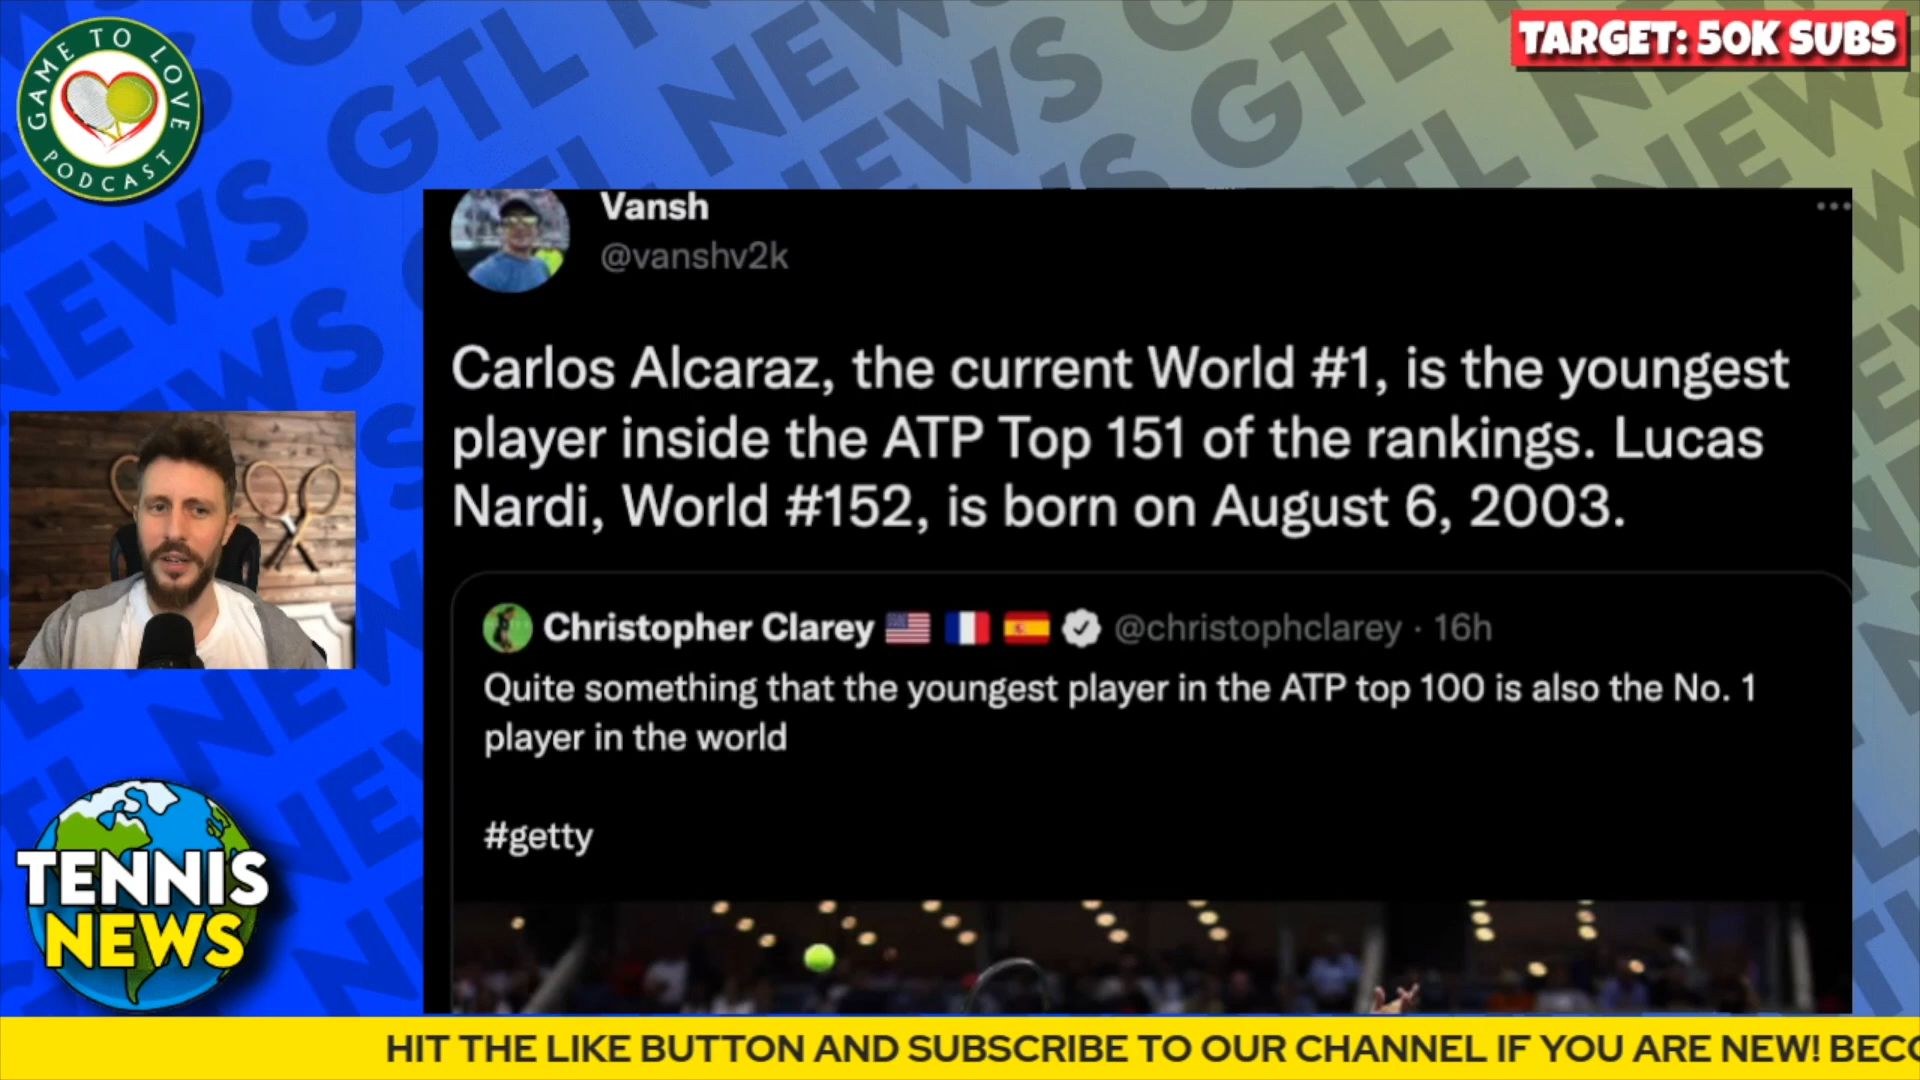 GAME TO LOVE
PODCAST
TARGET: 50K SUBS
Vansh
@vanshv2k
Carlos Alcaraz, the current World #1, is the youngest
player inside the ATP Top 151 of the rankings. Lucas
Nardi, World #152, is born on August 6, 2003.
Christopher Clarey @christophclarey · 16h
Quite something that the youngest player in the ATP top 100 is also the No. 1
player in the world
#getty
TENNIS
NEWS
HIT THE LIKE BUTTON AND SUBSCRIBE TO OUR CHANNEL IF YOU ARE NEW! BECO